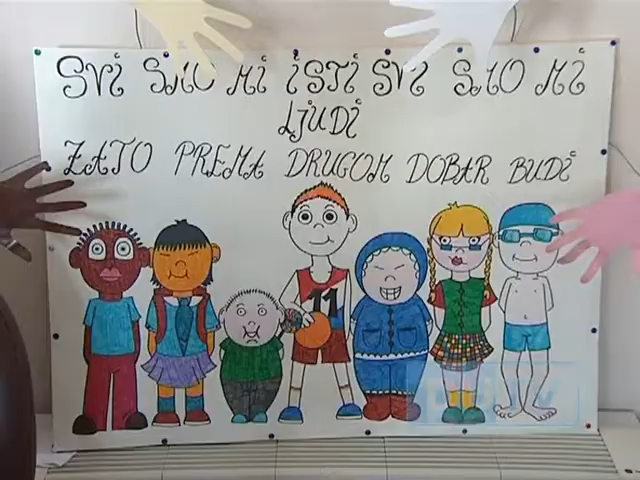 SVI SMO MI ISTI SVI SMO MI
LJUDI
ZATO PREMA DRUGOM DOBAR BUDI
11